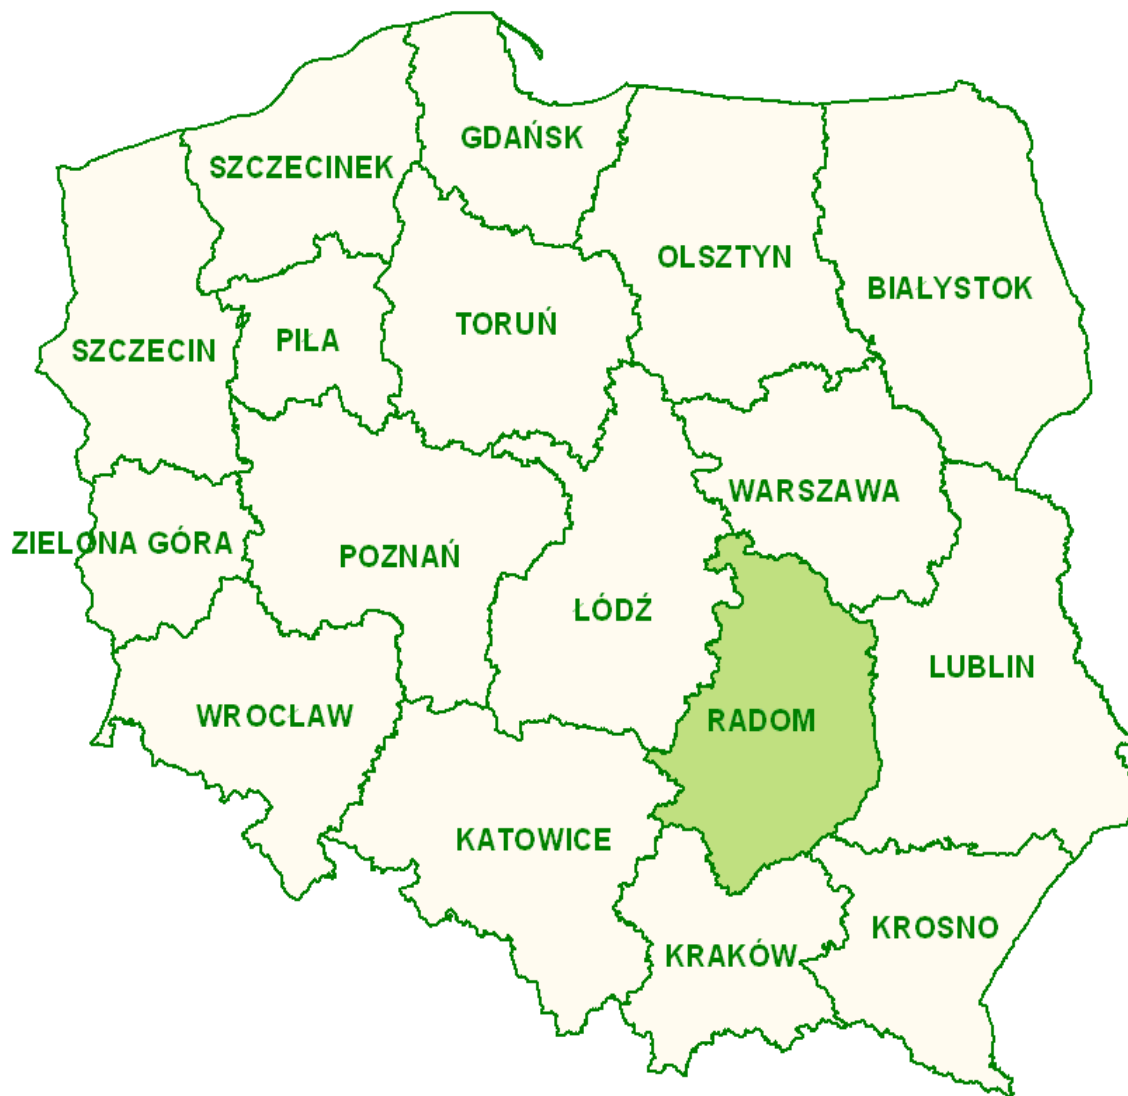 GDAŃSK
SZCZECINEK
OLSZTYN
BIAŁYSTOK
TORUŃ
PIŁA
SZCZECIN
WARSZAWA
ZIELONA GÓRA
POZNAŃ
ŁÓDŹ
LUBLIN
WROCŁAW
RADOM
KATOWICE
KROSNO
KRAKÓW